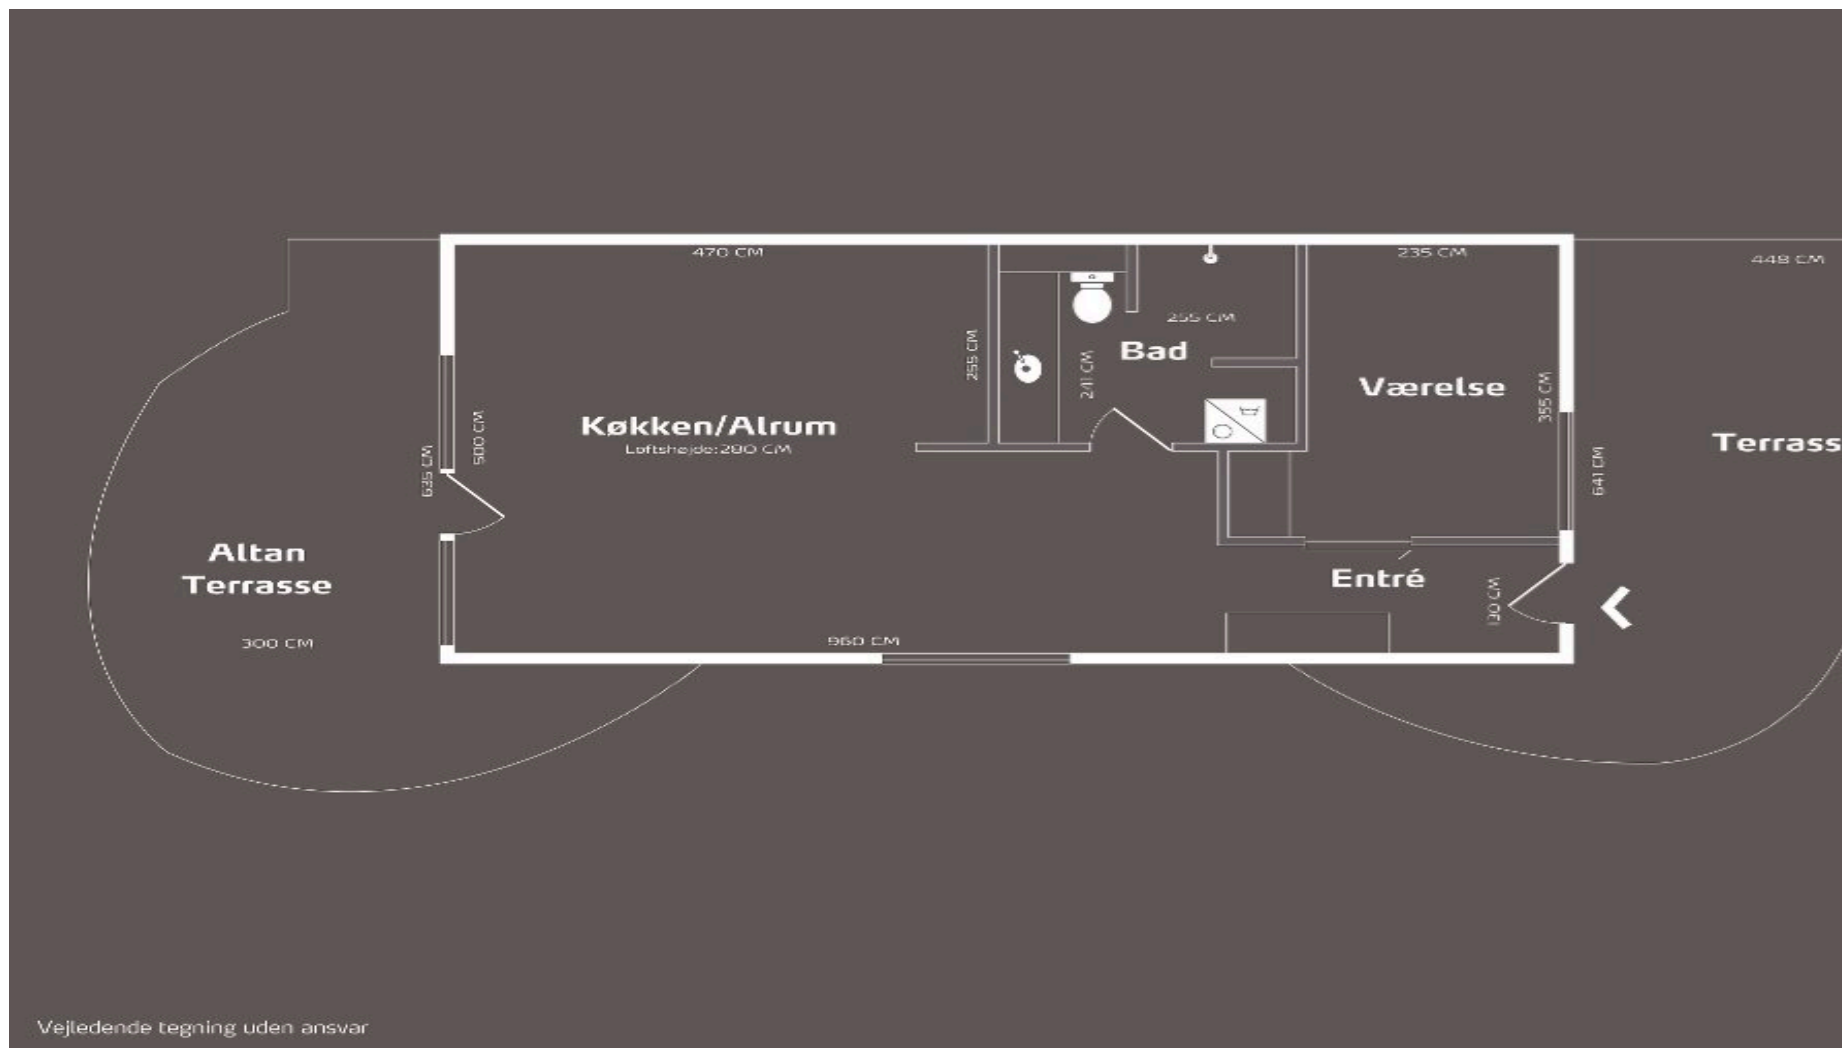 470 CM
235 CM
448 CM
255 CM
255 CM
241 CM
Bad
Værelse
355 CM
Køkken/Alrum
Loftshøjde:280 CM
500 CM
635 CM
641 CM
Terrass
Altan
Terrasse
300 CM
Entré
130 CM
960 CM
Vejledende tegning uden ansvar